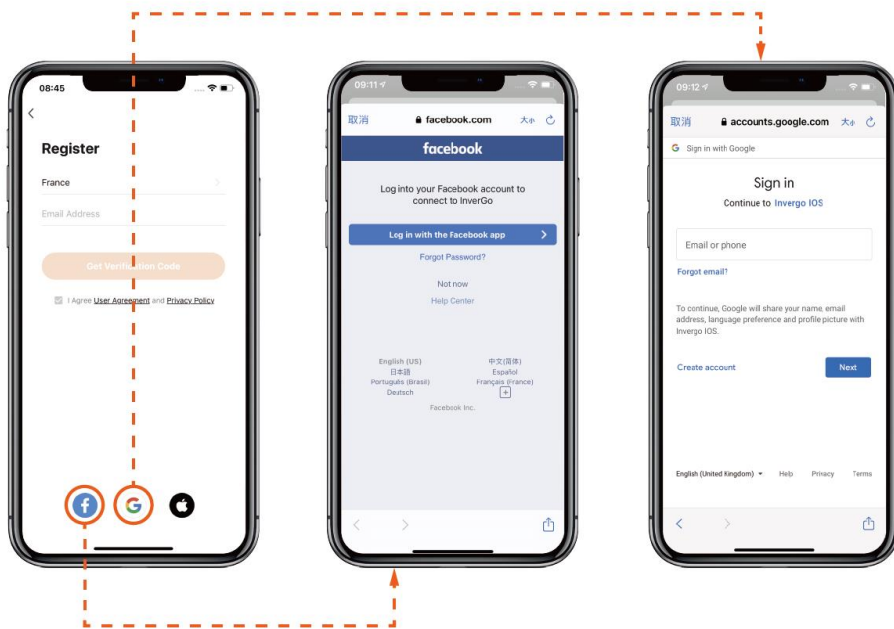 08:45
Register
France
Email Address
Get Verification Code
I Agree User Agreement and Privacy Policy
09:11
取消
facebook.com
大小
facebook
Log into your Facebook account to
connect to InverGo
Log in with the Facebook app
Forgot Password?
Not now
Help Center
English (US)
中文(简体)
日本語
Español
Português (Brasil)
Français (France)
Deutsch
Facebook Inc.
09:12
取消
accounts.google.com
大小
Sign in with Google
Sign in
Continue to Invergo IOS
Email or phone
Forgot email?
To continue, Google will share your name, email
address, language preference and profile picture with
Invergo IOS.
Create account
Next
English (United Kingdom)
Help
Privacy
Terms